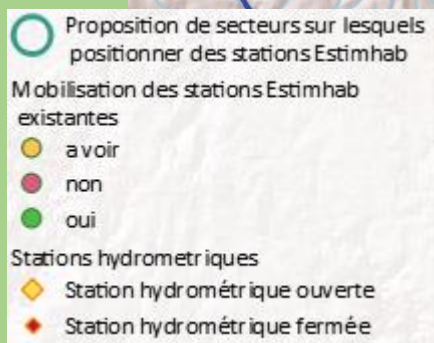 Proposition de secteurs sur lesquels
positionner des stations Estimhab
Mobilisation des stations Estimhab
existantes
a voir
non
oui
Stations hydrometriques
Station hydrométrique ouverte
Station hydrométrique fermée